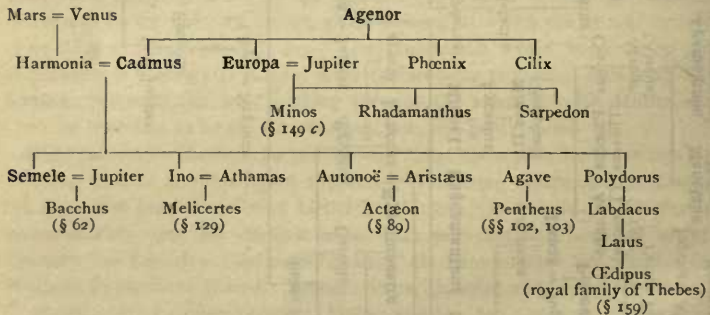 Mars = Venus Agenor
Harmonia = Cadmus Europa = Jupiter Phœnix Cilix
Minos Rhadamanthus Sarpedon
(§ 149 c)
Semele = Jupiter Ino = Athamas Autonoë = Aristæus Agave Polydorus
Bacchus Melicertes Actæon Pentheus Labdacus
(§ 62) (§ 129) (§ 89) (§§ 102, 103)
Laius
Œdipus
(royal family of Thebes)
(§ 159)